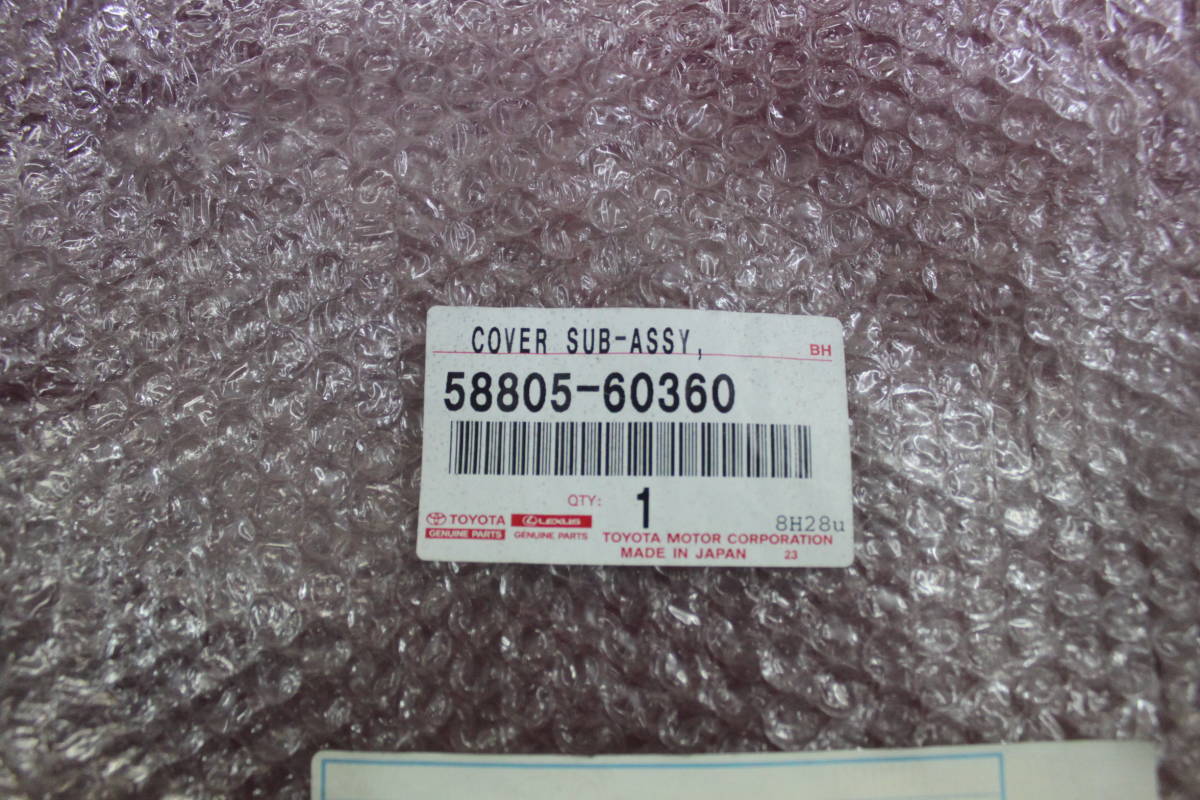 COVER SUB-ASSY,
BH
58805-60360
QTY: 1
8H28u
TOYOTA LEXUS
GENUINE PARTS GENUINE PARTS
TOYOTA MOTOR CORPORATION
MADE IN JAPAN 23